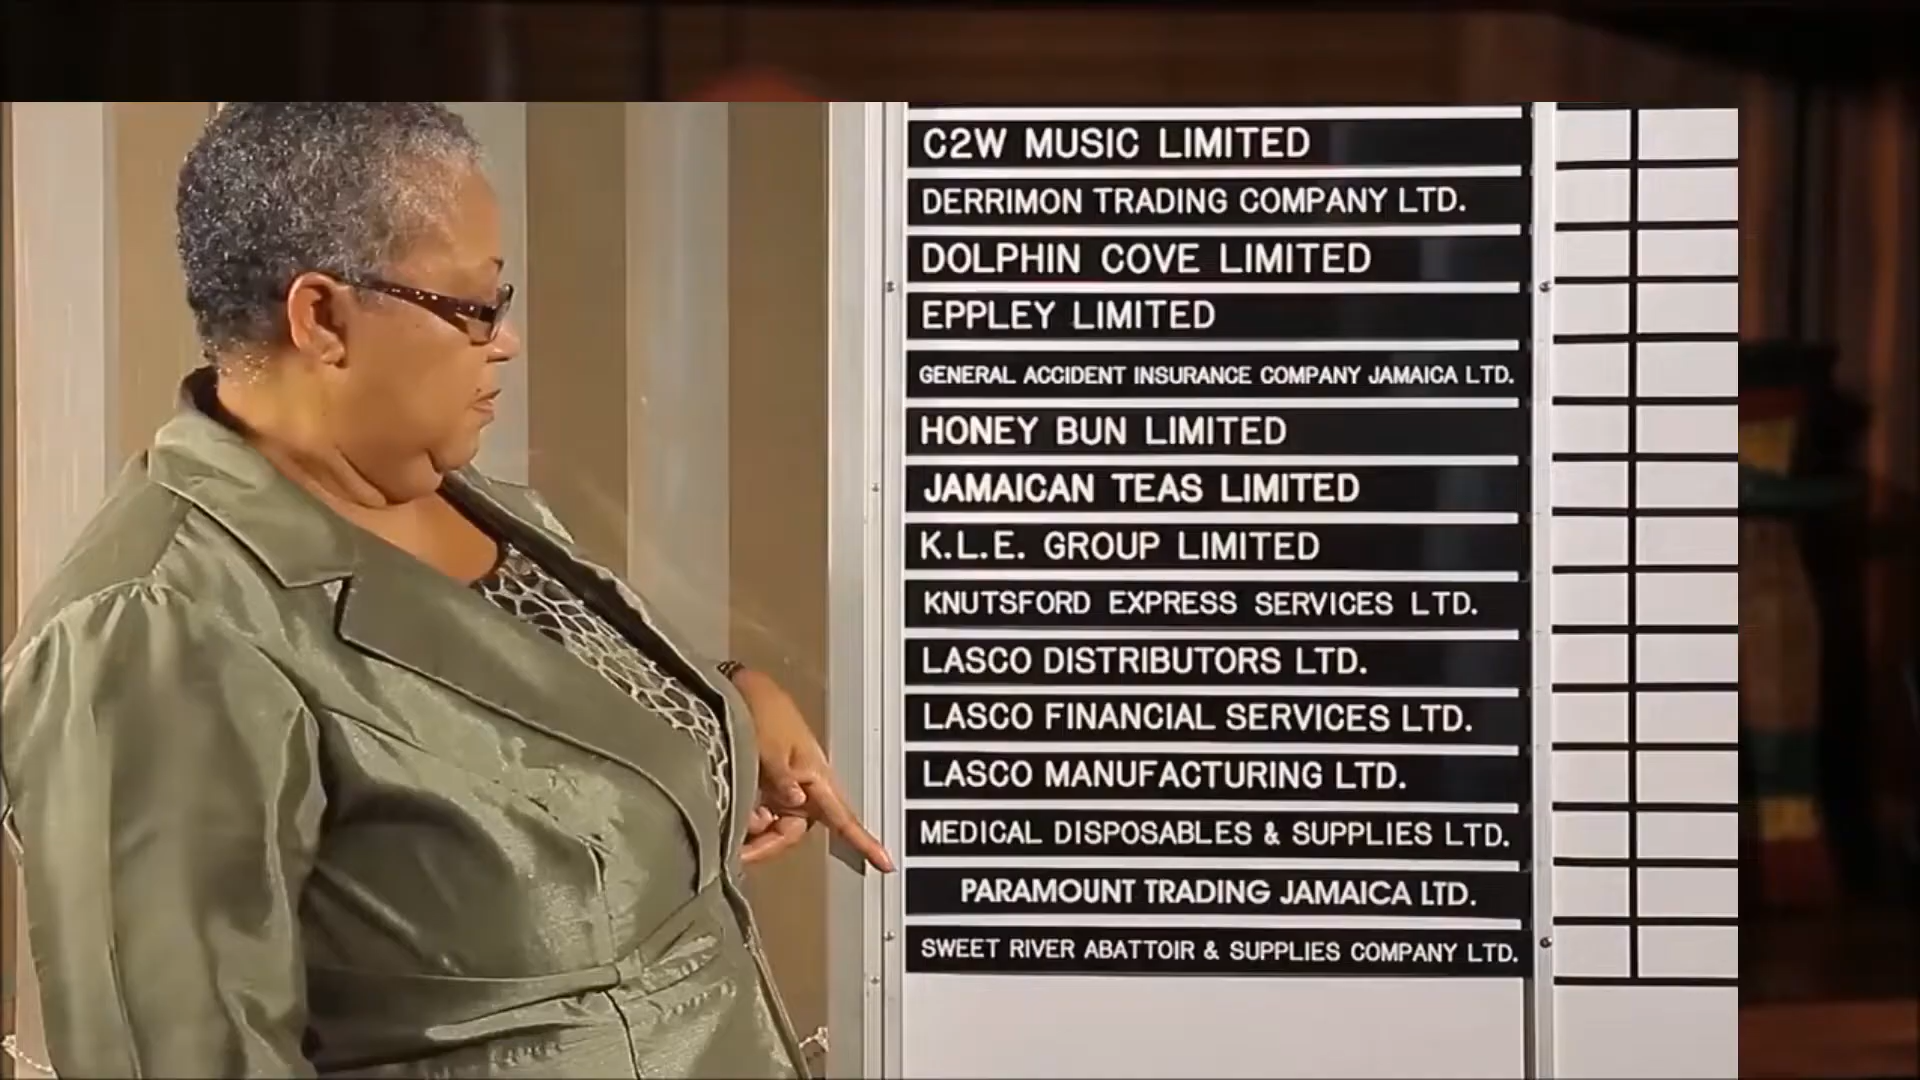 C2W MUSIC LIMITED
DERRIMON TRADING COMPANY LTD.
DOLPHIN COVE LIMITED
EPPLEY LIMITED
GENERAL ACCIDENT INSURANCE COMPANY JAMAICA LTD.
HONEY BUN LIMITED
JAMAICAN TEAS LIMITED
K.L.E. GROUP LIMITED
KNUTSFORD EXPRESS SERVICES LTD.
LASCO DISTRIBUTORS LTD.
LASCO FINANCIAL SERVICES LTD.
LASCO MANUFACTURING LTD.
MEDICAL DISPOSABLES & SUPPLIES LTD.
PARAMOUNT TRADING JAMAICA LTD.
SWEET RIVER ABATTOIR & SUPPLIES COMPANY LTD.